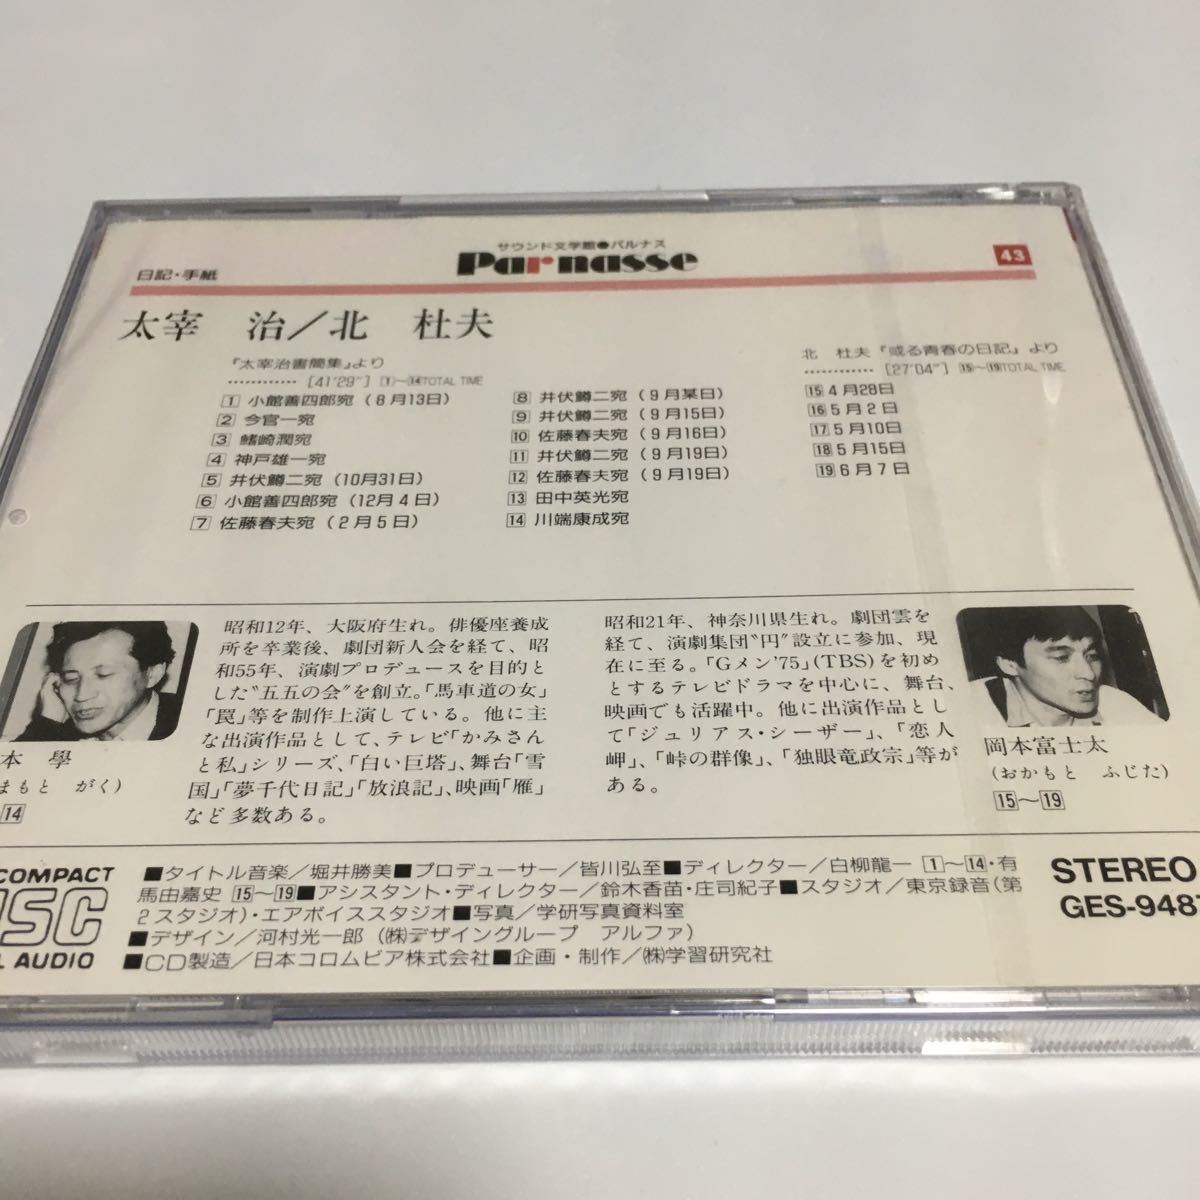 サウンド文学館●パルナス
Parnasse
43
日記・手紙
太宰 治／北 杜夫
『太宰治書簡集』より
………… [41'29"] 1〜14TOTAL TIME
1 小館善四郎宛（8月13日）
2 今官一宛
3 鰭崎潤宛
4 神戸雄一宛
5 井伏鱒二宛（10月31日）
6 小館善四郎宛（12月4日）
7 佐藤春夫宛（2月5日）
8 井伏鱒二宛（9月某日）
9 井伏鱒二宛（9月15日）
10 佐藤春夫宛（9月16日）
11 井伏鱒二宛（9月19日）
12 佐藤春夫宛（9月19日）
13 田中英光宛
14 川端康成宛
北 杜夫『或る青春の日記』より
………… [27'04"] 15〜19TOTAL TIME
15 4月28日
16 5月2日
17 5月10日
18 5月15日
19 6月7日
昭和12年、大阪府生れ。俳優座養成
所を卒業後、劇団新人会を経て、昭
和55年、演劇プロデュースを目的と
した"五五の会"を創立。「馬車道の女」
「罠」等を制作上演している。他に主
な出演作品として、テレビ「かみさん
と私」シリーズ、「白い巨塔」、舞台「雪
国」「夢千代日記」「放浪記」、映画「雁」
など多数ある。
本 學
まもと がく)
14
昭和21年、神奈川県生れ。劇団雲を
経て、演劇集団"円"設立に参加、現
在に至る。「Gメン'75」(TBS)を初め
とするテレビドラマを中心に、舞台、
映画でも活躍中。他に出演作品とし
て「ジュリアス・シーザー」、「恋人
岬」、「峠の群像」、「独眼竜政宗」等が
ある。
岡本富士太
(おかもと ふじた)
15〜19
COMPACT
DISC
L AUDIO
■タイトル音楽／堀井勝美■プロデューサー／皆川弘至■ディレクター／白柳龍一 1〜14・有
馬由嘉史 15〜19■アシスタント・ディレクター／鈴木香苗・庄司紀子■スタジオ／東京録音(第
2スタジオ)・エアボイススタジオ■写真／学研写真資料室
■デザイン／河村光一郎（㈱デザイングループ アルファ）
■CD製造／日本コロムビア株式会社■企画・制作／㈱学習研究社
STEREO
GES-9487